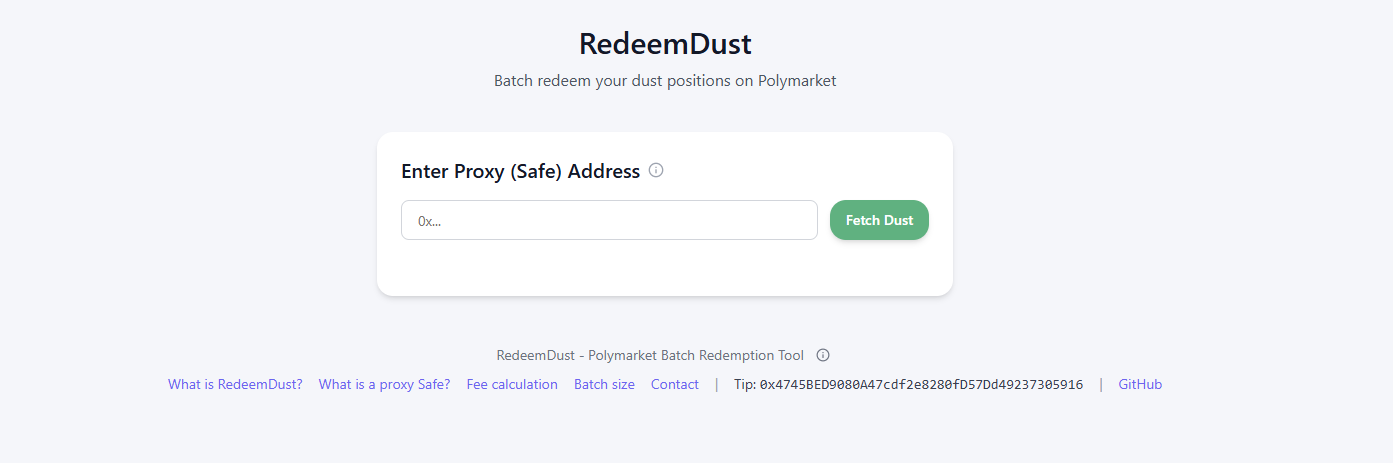 RedeemDust
Batch redeem your dust positions on Polymarket
Enter Proxy (Safe) Address
0x...
Fetch Dust
RedeemDust - Polymarket Batch Redemption Tool
What is RedeemDust? What is a proxy Safe? Fee calculation Batch size Contact | Tip: 0x4745BED9080A47cdf2e8280fD57Dd49237305916 | GitHub